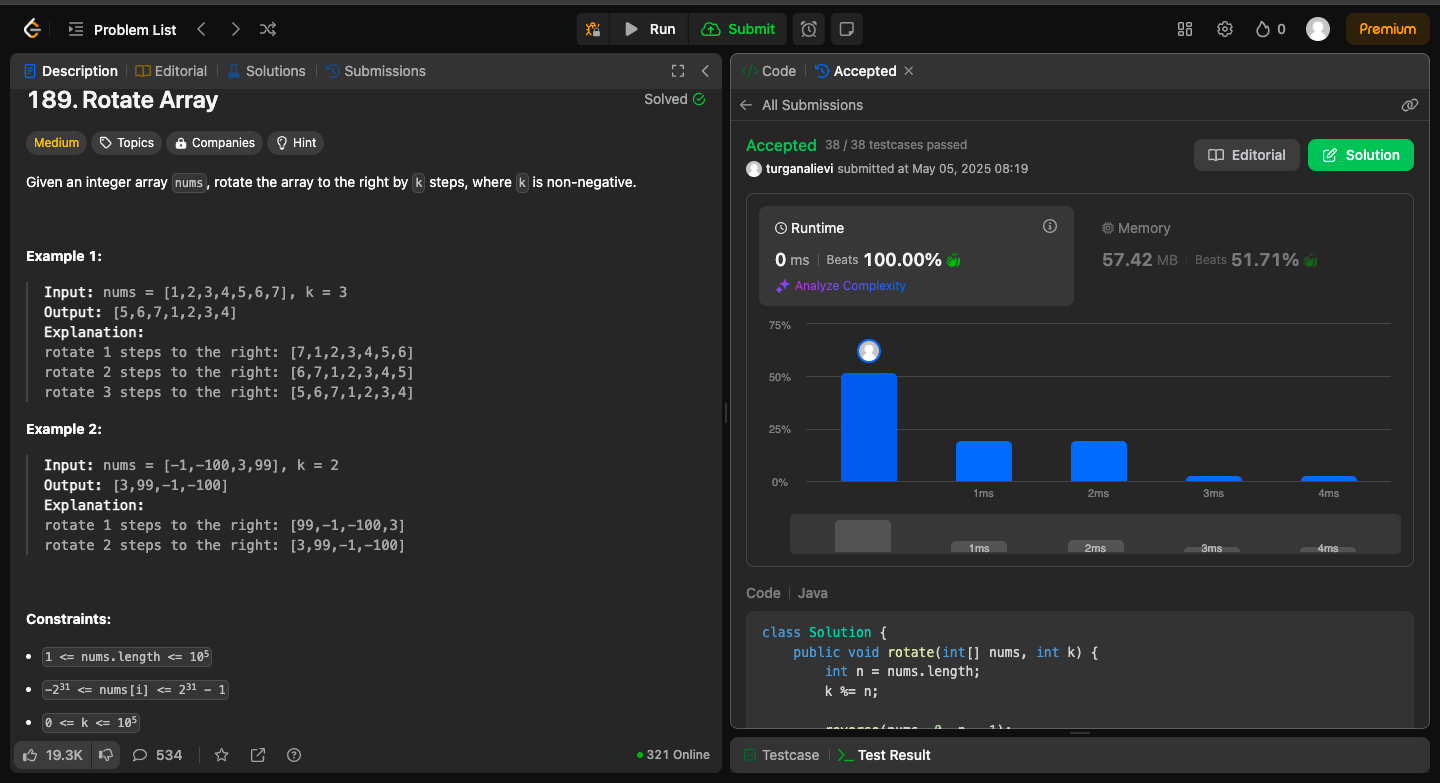 Problem List
Run
Submit
0
Premium
Description
Editorial
Solutions
Submissions
189. Rotate Array
Solved
Medium
Topics
Companies
Hint
Given an integer array nums, rotate the array to the right by k steps, where k is non-negative.
Example 1:
Input: nums = [1,2,3,4,5,6,7], k = 3
Output: [5,6,7,1,2,3,4]
Explanation:
rotate 1 steps to the right: [7,1,2,3,4,5,6]
rotate 2 steps to the right: [6,7,1,2,3,4,5]
rotate 3 steps to the right: [5,6,7,1,2,3,4]
Example 2:
Input: nums = [-1,-100,3,99], k = 2
Output: [3,99,-1,-100]
Explanation:
rotate 1 steps to the right: [99,-1,-100,3]
rotate 2 steps to the right: [3,99,-1,-100]
Constraints:
• 1 <= nums.length <= 10⁵
• -2³¹ <= nums[i] <= 2³¹ - 1
• 0 <= k <= 10⁵
19.3K
534
321 Online
Code
Accepted
All Submissions
Accepted 38 / 38 testcases passed
turganalievi submitted at May 05, 2025 08:19
Editorial
Solution
Runtime
0 ms | Beats 100.00%
Analyze Complexity
Memory
57.42 MB | Beats 51.71%
75%
50%
25%
0%
1ms 2ms 3ms 4ms
1ms 2ms 3ms 4ms
Code | Java
class Solution {
public void rotate(int[] nums, int k) {
int n = nums.length;
k %= n;
reverse(nums, 0, n - 1);
Testcase
Test Result